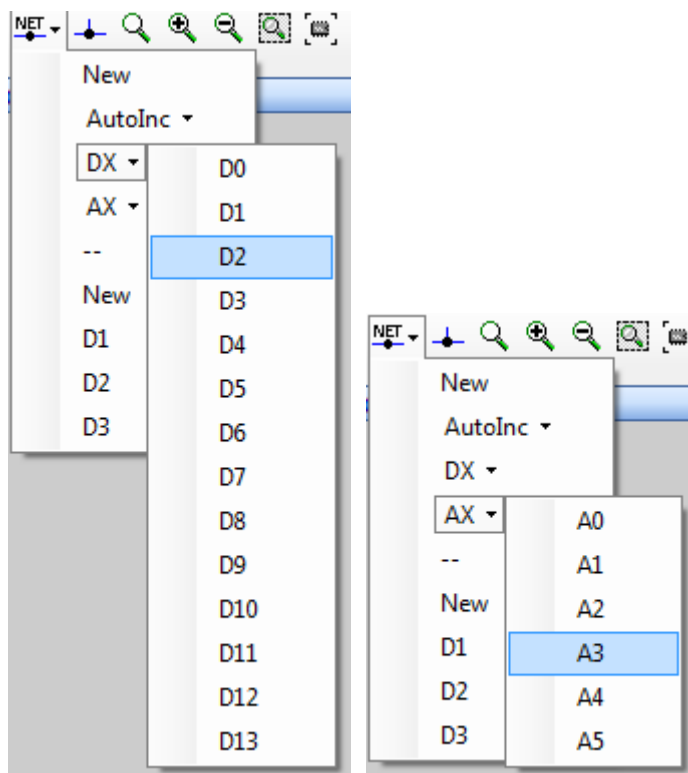 NET
New
AutoInc
DX
AX
--
New
D1
D2
D3
D0
D1
D2
D3
D4
D5
D6
D7
D8
D9
D10
D11
D12
D13
NET
New
AutoInc
DX
AX
--
New
D1
D2
D3
A0
A1
A2
A3
A4
A5